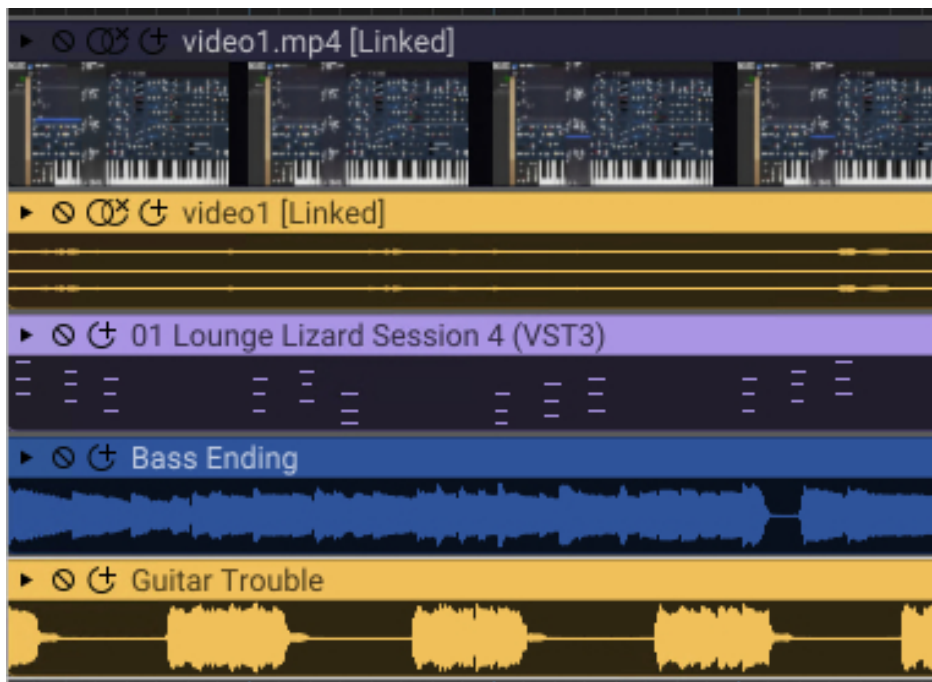 video1.mp4 [Linked]
video1 [Linked]
01 Lounge Lizard Session 4 (VST3)
Bass Ending
Guitar Trouble